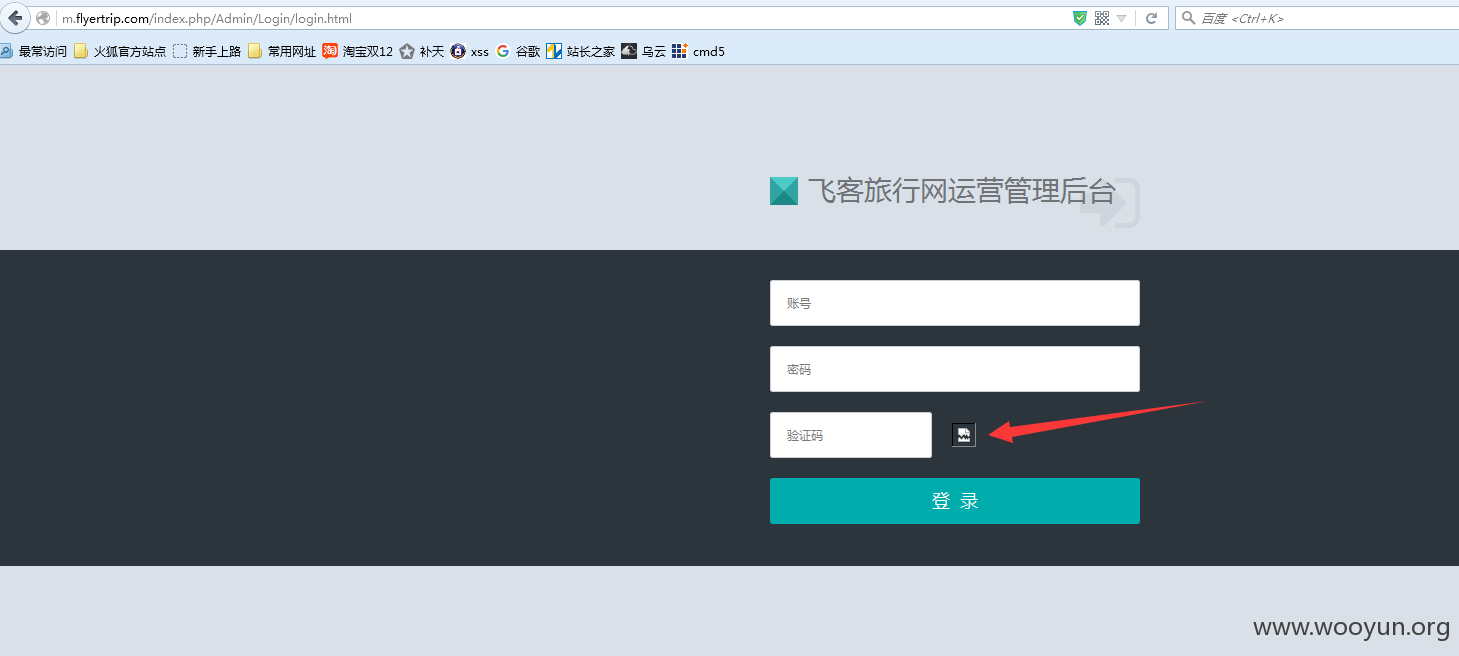 m.flyertrip.com/index.php/Admin/Login/login.html 百度 <Ctrl+K>
最常访问 火狐官方站点 新手上路 常用网址 淘 淘宝双12 补天 xss 谷歌 站长之家 乌云 cmd5
飞客旅行网运营管理后台
账号
密码
验证码
登 录
www.wooyun.org